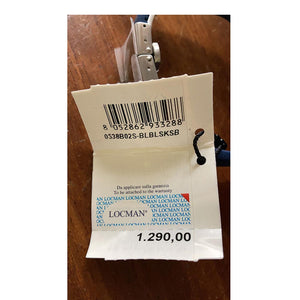 8 052862 933288
0538B02S-BLBLSKSB
Da applicare sulla garanzia
To be attached to the warranty
LOCMAN
1.290,00